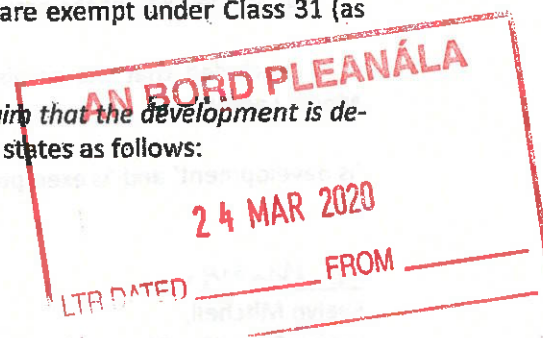 are exempt under Class 31 (as
AN BORD PLEANÁLA
that the development is de-
states as follows:
24 MAR 2020
LTR DATED FROM